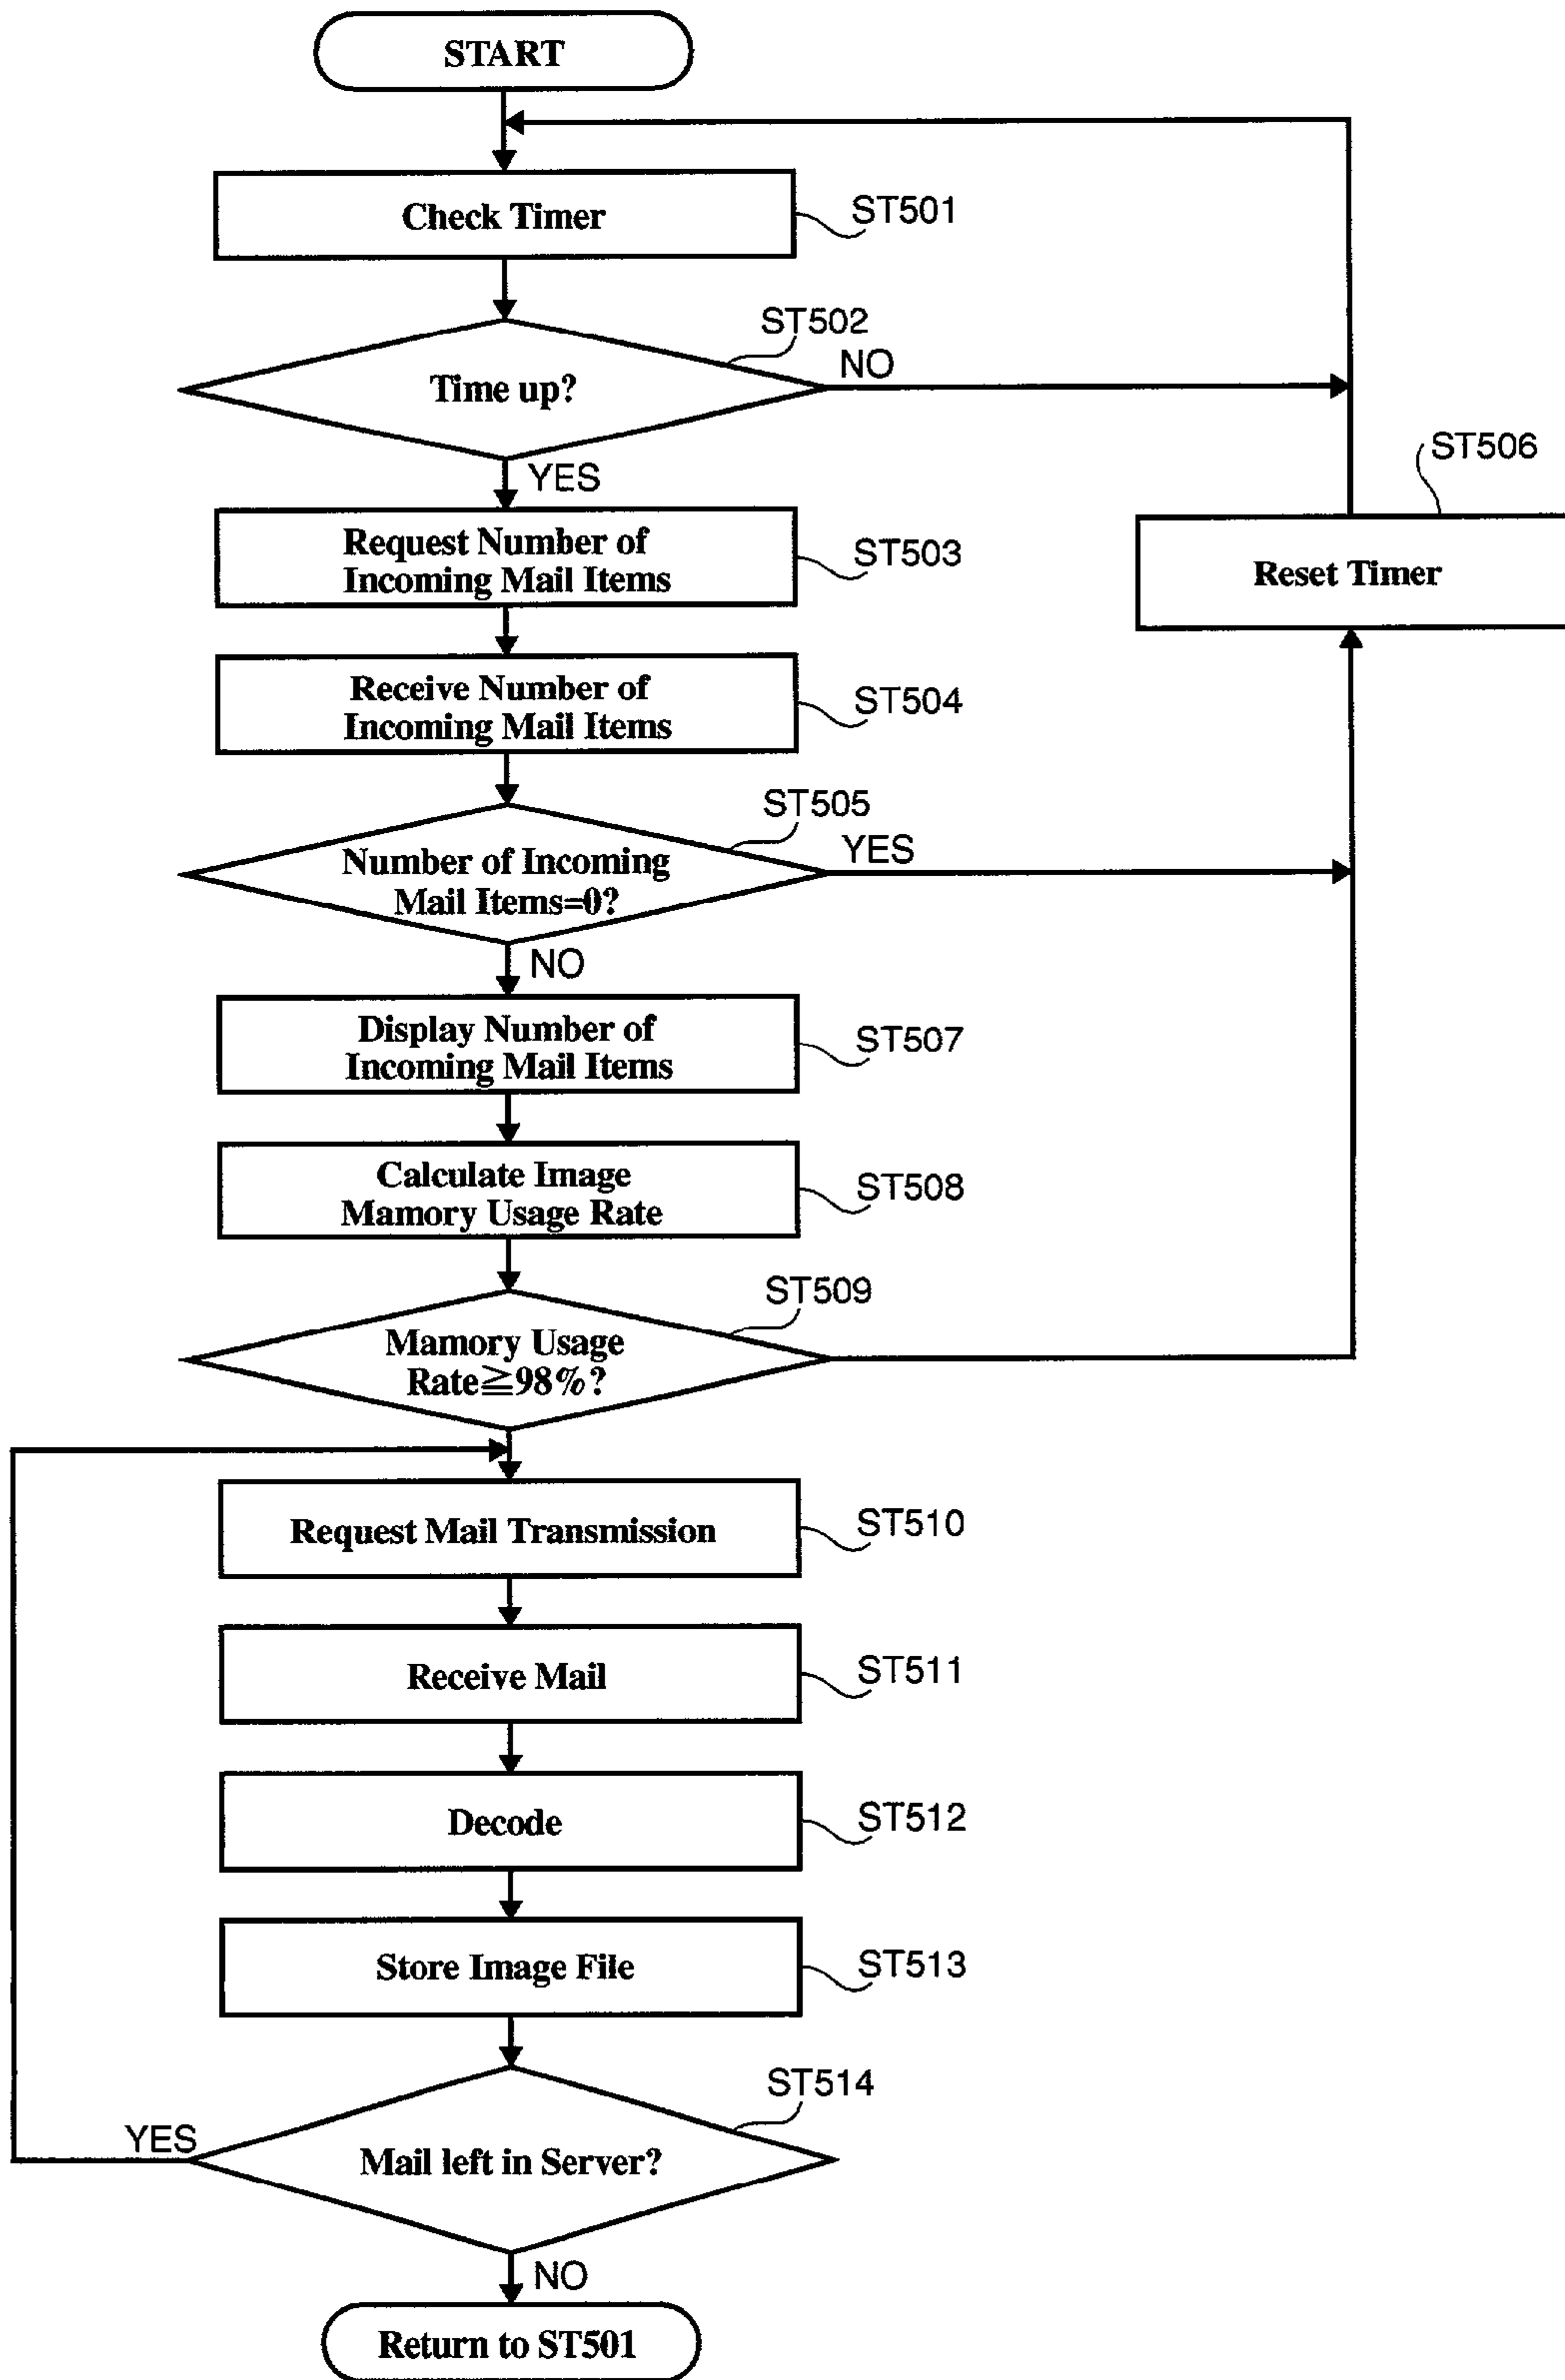 START
Check Timer
ST501
ST502
Time up?
NO
YES
ST506
Reset Timer
Request Number of
Incoming Mail Items
ST503
Receive Number of
Incoming Mail Items
ST504
ST505
Number of Incoming
Mail Items=0?
YES
NO
Display Number of
Incoming Mail Items
ST507
Calculate Image
Mamory Usage Rate
ST508
ST509
Mamory Usage
Rate≧98%?
Request Mail Transmission
ST510
Receive Mail
ST511
Decode
ST512
Store Image File
ST513
ST514
Mail left in Server?
YES
NO
Return to ST501